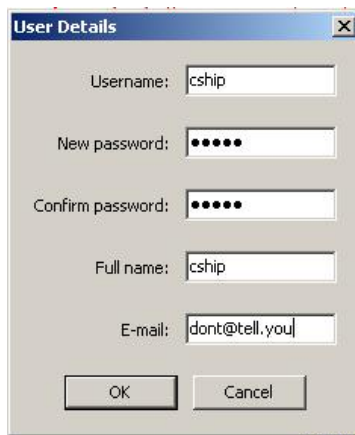 User Details
Username: cship
New password: •••••
Confirm password: •••••
Full name: cship
E-mail: dont@tell.you
OK Cancel